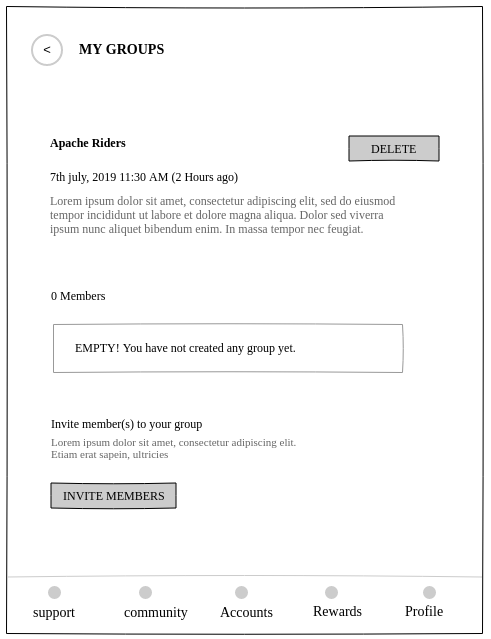 < MY GROUPS
Apache Riders
DELETE
7th july, 2019 11:30 AM (2 Hours ago)
Lorem ipsum dolor sit amet, consectetur adipiscing elit, sed do eiusmod
tempor incididunt ut labore et dolore magna aliqua. Dolor sed viverra
ipsum nunc aliquet bibendum enim. In massa tempor nec feugiat.
0 Members
EMPTY! You have not created any group yet.
Invite member(s) to your group
Lorem ipsum dolor sit amet, consectetur adipiscing elit.
Etiam erat sapein, ultricies
INVITE MEMBERS
support community Accounts Rewards Profile